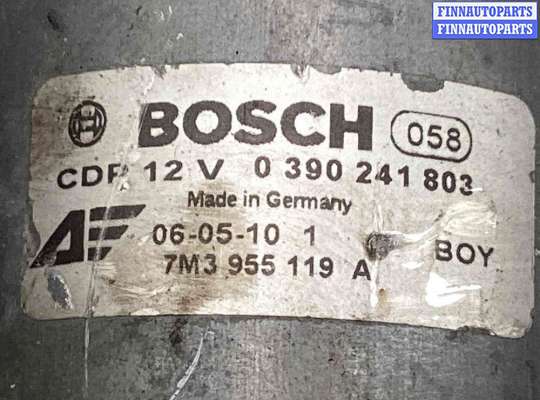 FINNAUTOPARTS
FINNAUTOPARTS
BOSCH 058
CDP 12 V 0 390 241 803
Made in Germany
06-05-10 1
7M3 955 119 A BOY